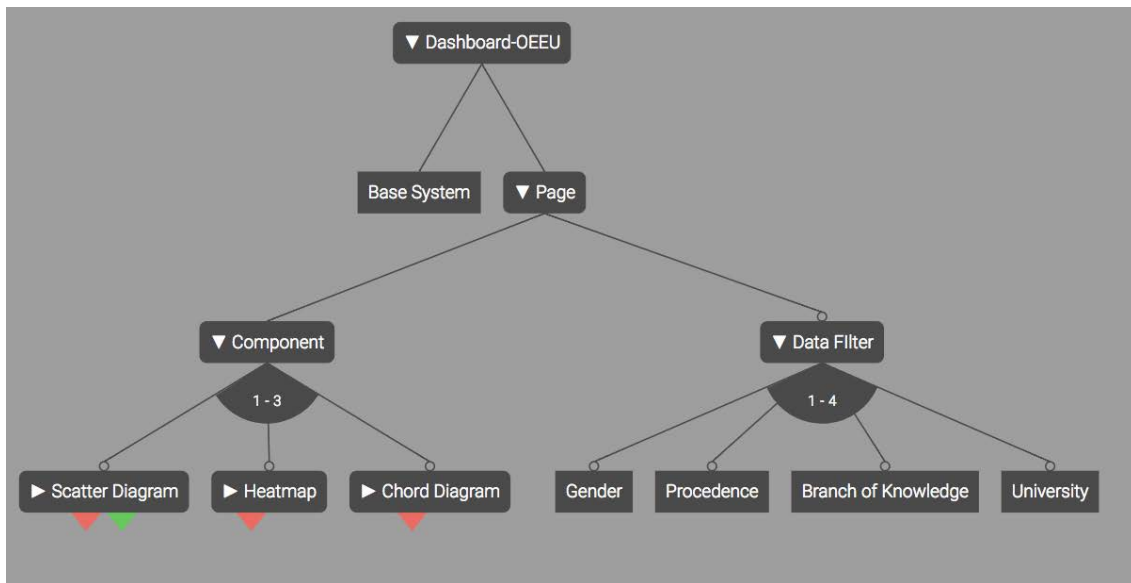 Dashboard-OEEU
Base System
Page
Component
Data FIlter
1 - 3
1 - 4
Scatter Diagram
Heatmap
Chord Diagram
Gender
Procedence
Branch of Knowledge
University